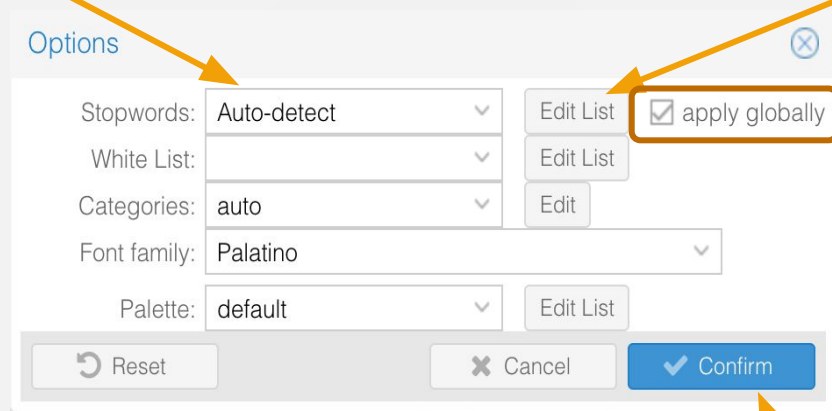 Options
Stopwords: Auto-detect Edit List apply globally
White List: Edit List
Categories: auto Edit
Font family: Palatino
Palette: default Edit List
Reset Cancel Confirm